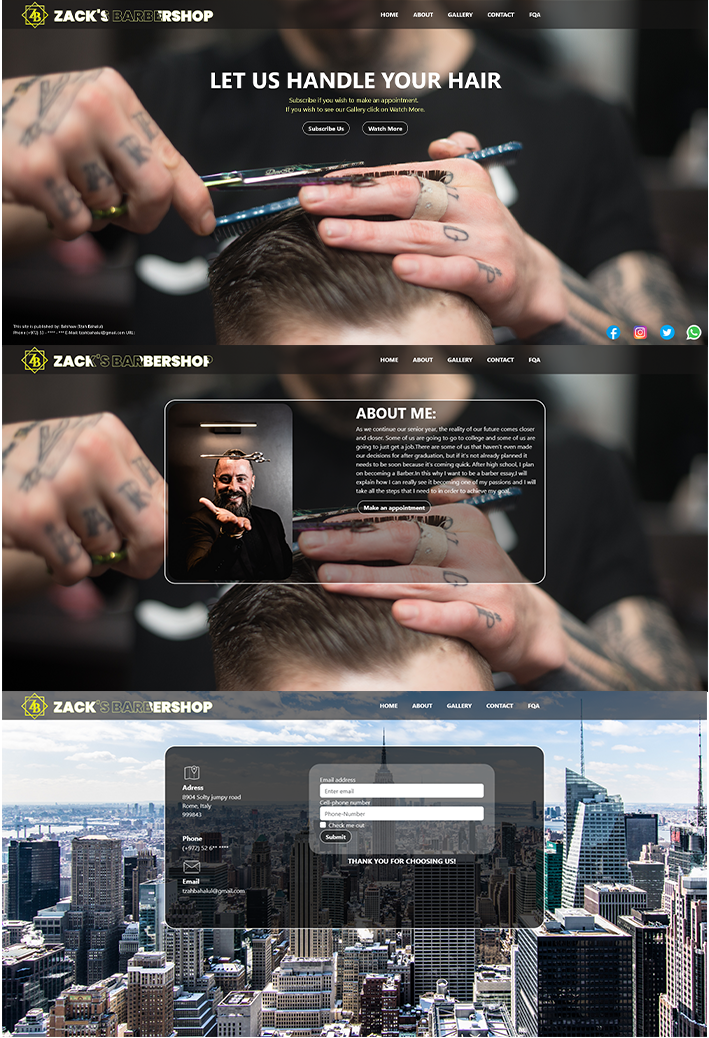 ZB ZACK'S BARBERSHOP HOME ABOUT GALLERY CONTACT FQA
LET US HANDLE YOUR HAIR
Subscribe if you wish to make an appointment.
If you wish to see our Gallery click on Watch More.
Subscribe Us Watch More
This site is published by:
Phone:(+972) 52 - **** - *** E-Mail: tzahbahalul@gmail.com URL:
ZB ZACK'S BARBERSHOP HOME ABOUT GALLERY CONTACT FQA
ABOUT ME:
As we continue our senior year, the reality of our future comes closer
and closer. Some of us are going to go to college and some of us are
going to just get a job.There are some of us that haven't even made
our decisions for after graduation, but if it's not already planned it
needs to be soon because it's coming quick. After high school, I plan
on becoming a Barber.In this why I want to be a barber essay,I will
explain how I can really see it becoming one of my passions and I will
take all the steps that I need to in order to achieve my goal.
Make an appointment
ZB ZACK'S BARBERSHOP HOME ABOUT GALLERY CONTACT FQA
Adress
8904 Solty jumpy road
Rome, Italy
999843
Phone
(+972) 52 6** ****
Email
tzahbahalul@gmail.com
Email address
Enter email
Cell-phone number
Phone-Number
Check me out
Submit
THANK YOU FOR CHOOSING US!